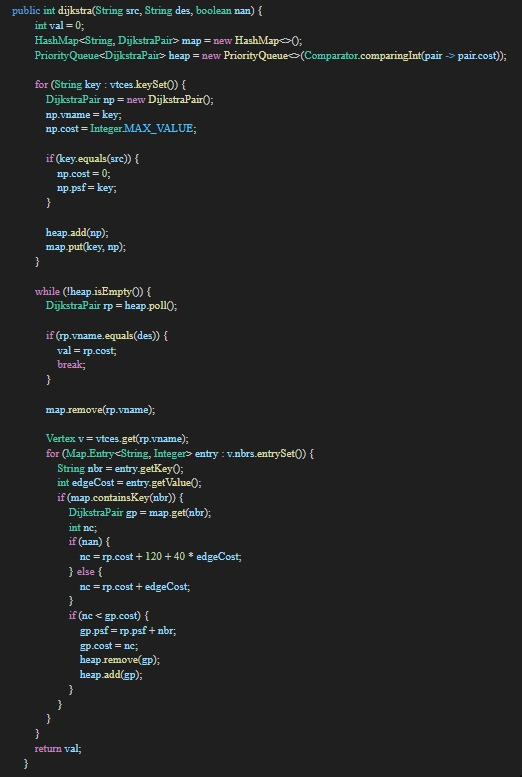 public int dijkstra(String src, String des, boolean nan) {
int val = 0;
HashMap<String, DijkstraPair> map = new HashMap<>();
PriorityQueue<DijkstraPair> heap = new PriorityQueue<>(Comparator.comparingInt(pair -> pair.cost));
for (String key : vtces.keySet()) {
DijkstraPair np = new DijkstraPair();
np.vname = key;
np.cost = Integer.MAX_VALUE;
if (key.equals(src)) {
np.cost = 0;
np.psf = key;
}
heap.add(np);
map.put(key, np);
}
while (!heap.isEmpty()) {
DijkstraPair rp = heap.poll();
if (rp.vname.equals(des)) {
val = rp.cost;
break;
}
map.remove(rp.vname);
Vertex v = vtces.get(rp.vname);
for (Map.Entry<String, Integer> entry : v.nbrs.entrySet()) {
String nbr = entry.getKey();
int edgeCost = entry.getValue();
if (map.containsKey(nbr)) {
DijkstraPair gp = map.get(nbr);
int nc;
if (nan) {
nc = rp.cost + 120 + 40 * edgeCost;
} else {
nc = rp.cost + edgeCost;
}
if (nc < gp.cost) {
gp.psf = rp.psf + nbr;
gp.cost = nc;
heap.remove(gp);
heap.add(gp);
}
}
}
}
return val;
}